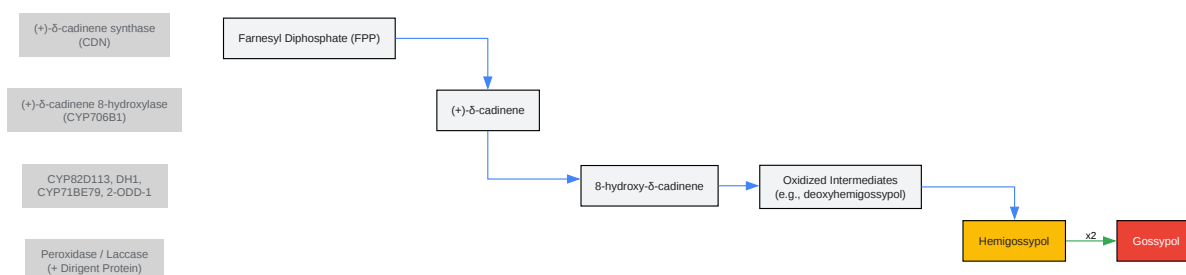 (+)-δ-cadinene synthase
(CDN)
Farnesyl Diphosphate (FPP)
(+)-δ-cadinene 8-hydroxylase
(CYP706B1)
(+)-δ-cadinene
CYP82D113, DH1,
CYP71BE79, 2-ODD-1
8-hydroxy-δ-cadinene
Oxidized Intermediates
(e.g., deoxyhemigossypol)
Peroxidase / Laccase
(+ Dirigent Protein)
Hemigossypol
x2
Gossypol